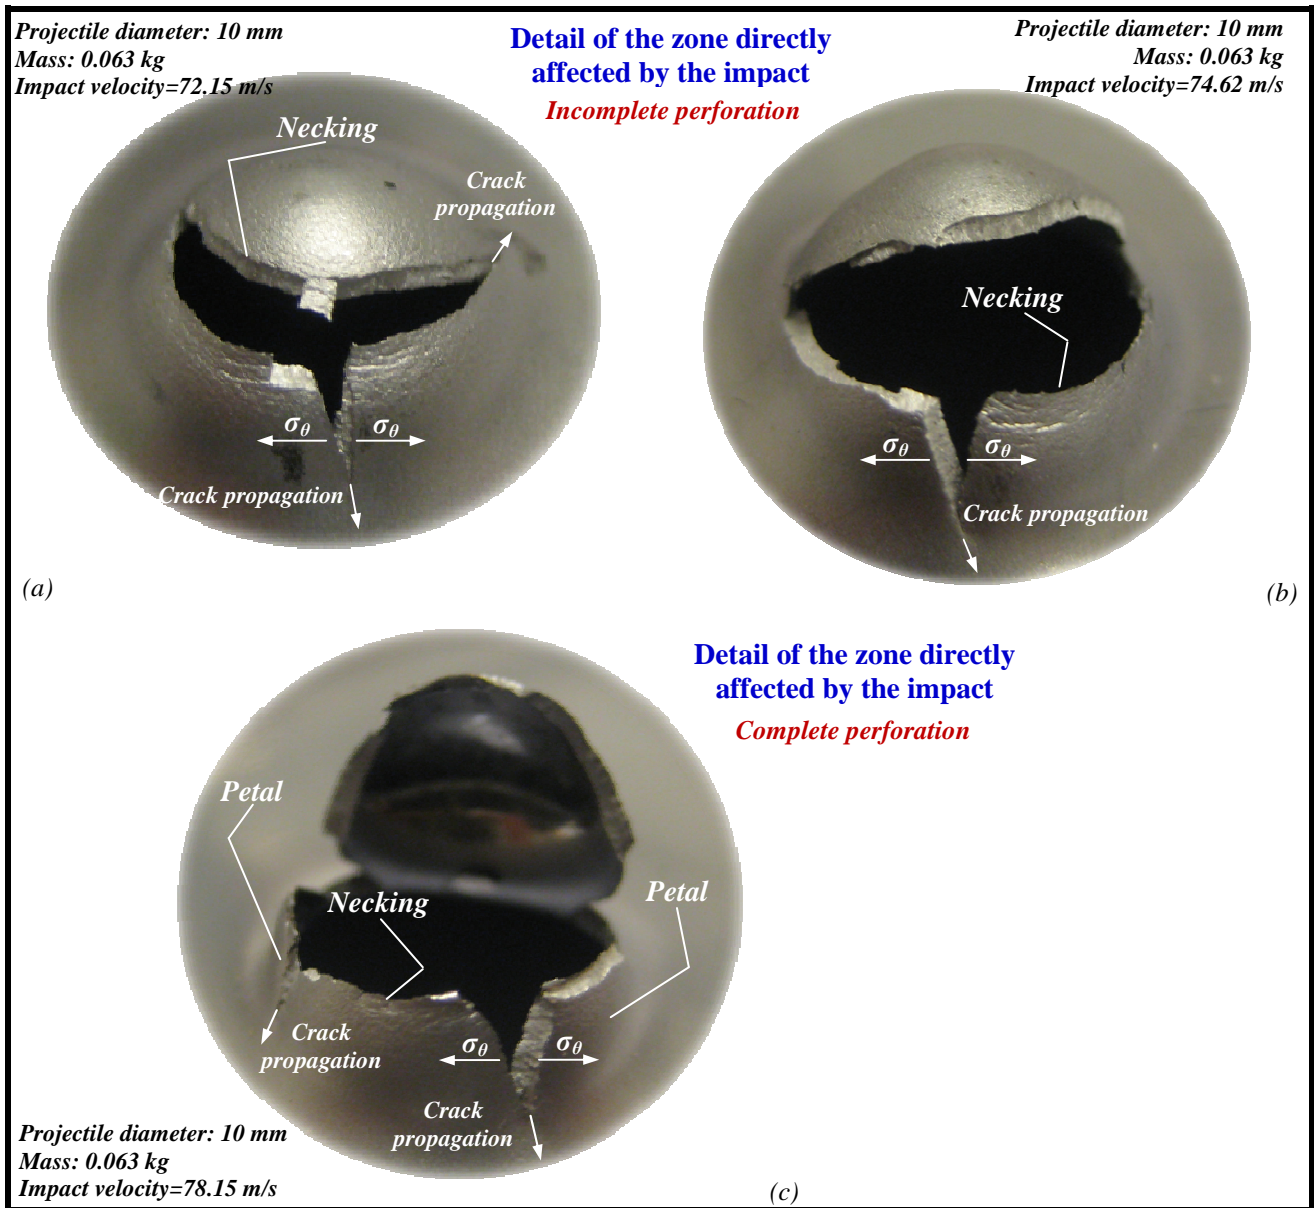 Projectile diameter: 10 mm
Mass: 0.063 kg
Impact velocity=72.15 m/s
Detail of the zone directly
affected by the impact
Incomplete perforation
Projectile diameter: 10 mm
Mass: 0.063 kg
Impact velocity=74.62 m/s
Necking
Crack
propagation
σθ
σθ
Crack propagation
(a)
Necking
σθ
σθ
Crack propagation
(b)
Detail of the zone directly
affected by the impact
Complete perforation
Petal
Necking
Petal
Crack
propagation
σθ
σθ
Crack
propagation
Projectile diameter: 10 mm
Mass: 0.063 kg
Impact velocity=78.15 m/s
(c)